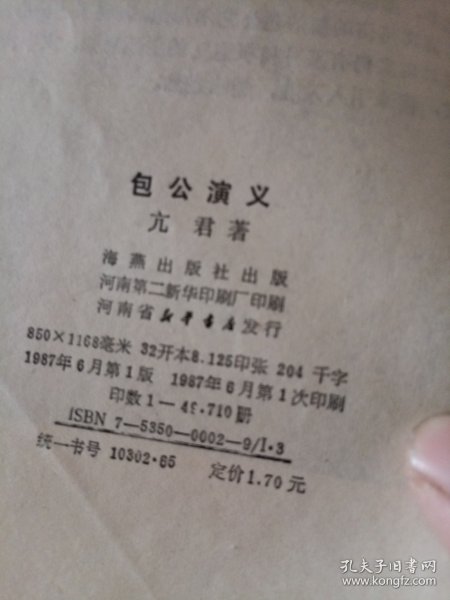 包公演义
亢君著
海燕出版社出版
河南第二新华印刷厂印刷
河南省新华书店发行
850×1168毫米 32开本8.125印张 204 千字
1987年6月第1版 1987年6月第1次印刷
印数1—49,710册
ISBN 7—5350—0002—9/I·3
统一书号 10302·65 定价1.70元
孔夫子旧书网
www.kongfz.com